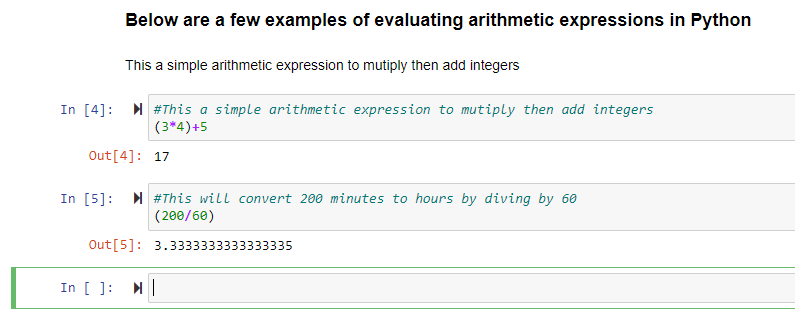 Below are a few examples of evaluating arithmetic expressions in Python
This a simple arithmetic expression to mutiply then add integers
In [4]: #This a simple arithmetic expression to mutiply then add integers
(3*4)+5
Out[4]: 17
In [5]: #This will convert 200 minutes to hours by diving by 60
(200/60)
Out[5]: 3.3333333333333335
In [ ]: